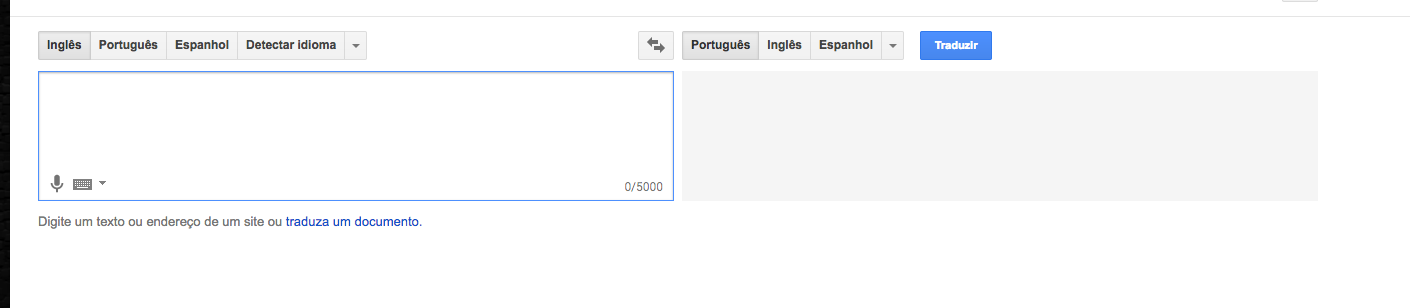 Inglês Português Espanhol Detectar idioma Português Inglês Espanhol Traduzir
0/5000
Digite um texto ou endereço de um site ou traduza um documento.